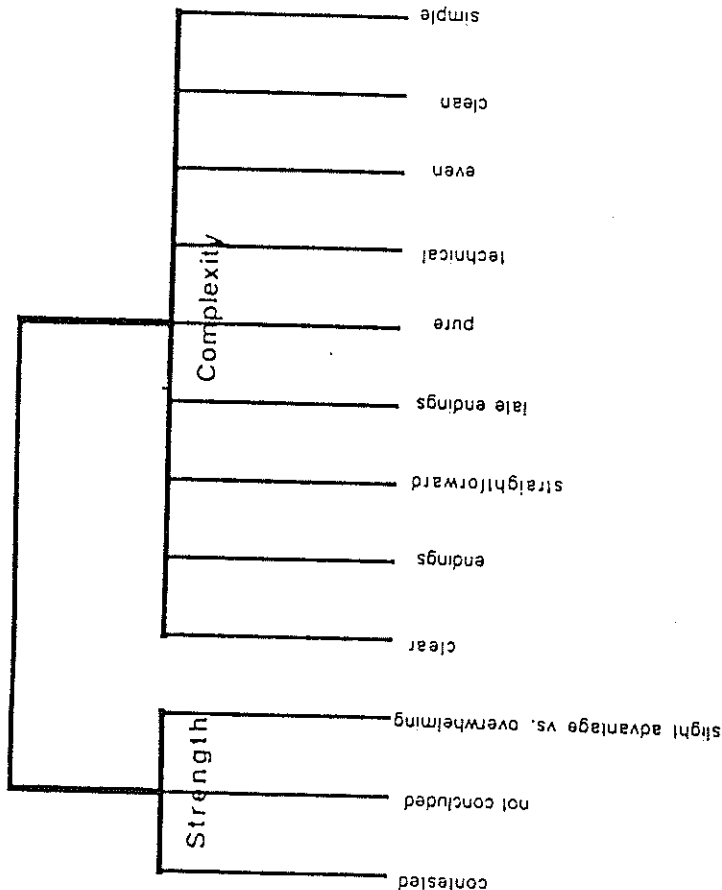 simple
clean
even
technical
pure
late endings
straightforward
endings
clear
Complexity
slight advantage vs. overwhelming
not concluded
contested
Strength